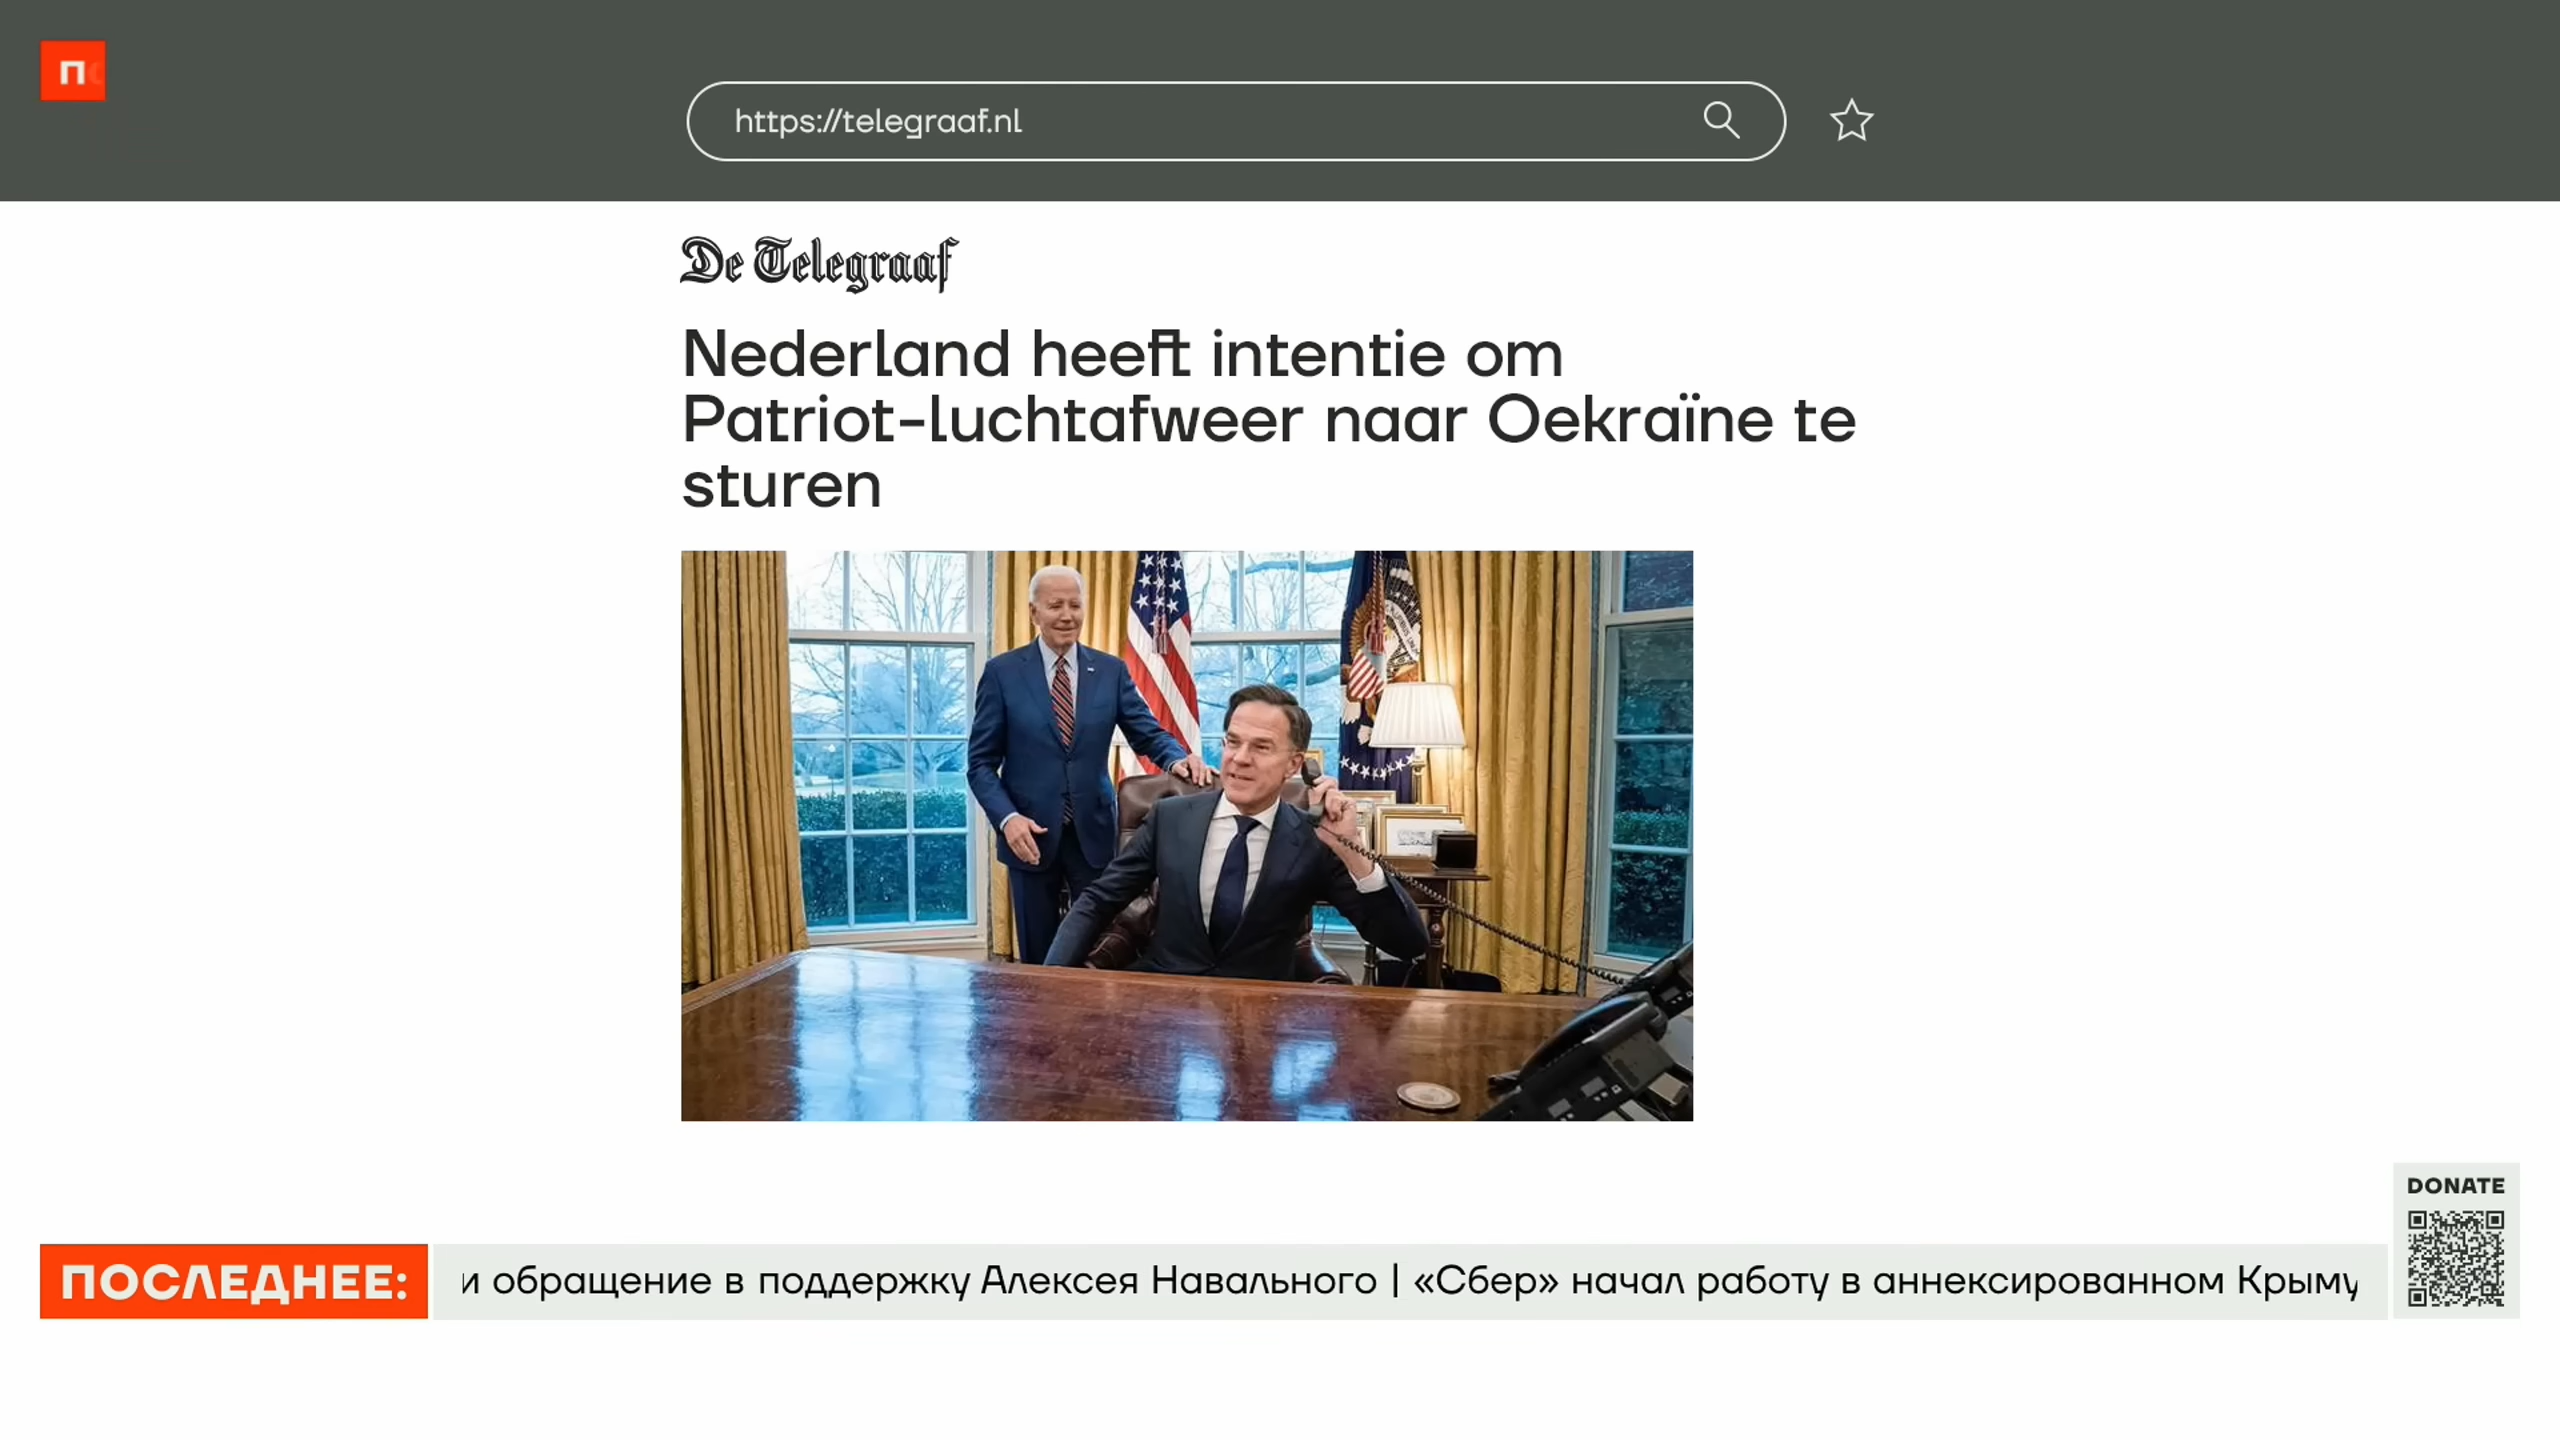 П
https://telegraaf.nl
De Telegraaf
Nederland heeft intentie om
Patriot-luchtafweer naar Oekraïne te
sturen
DONATE
ПОСЛЕДНЕЕ:
и обращение в поддержку Алексея Навального | «Сбер» начал работу в аннексированном Крыму